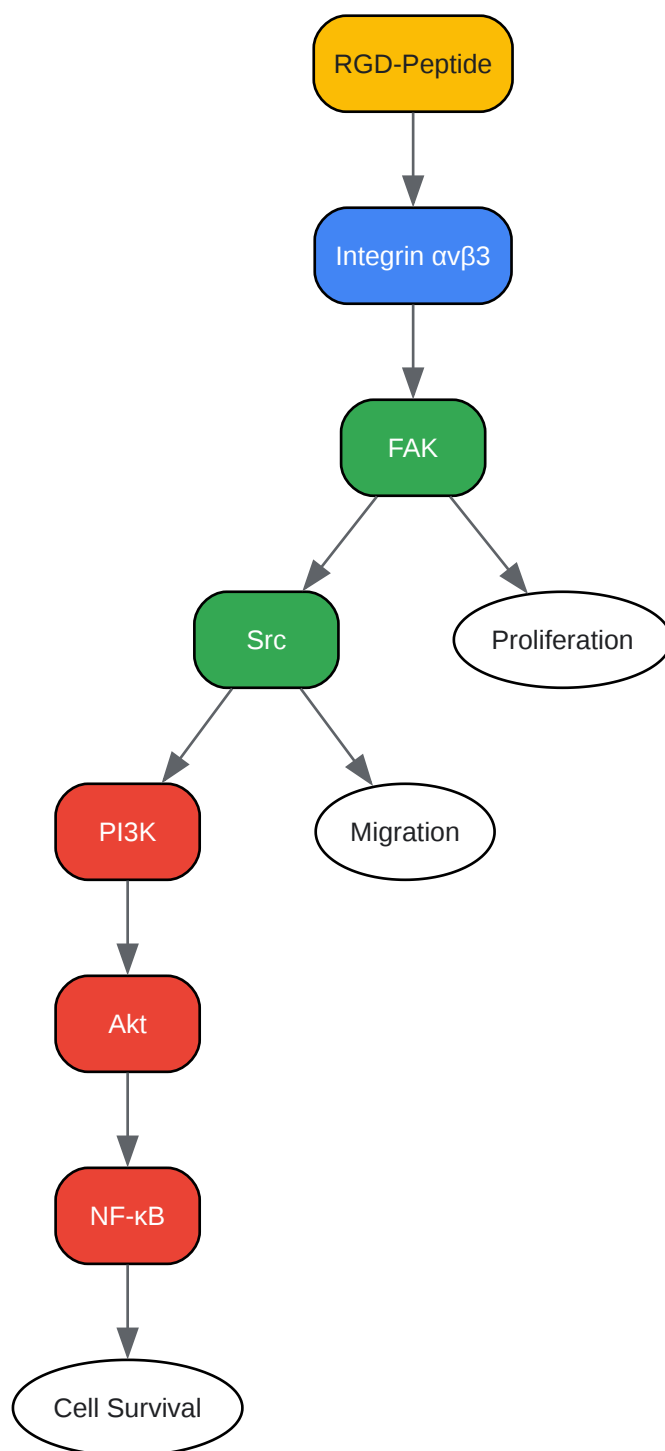 RGD-Peptide
Integrin αvβ3
FAK
Src
Proliferation
PI3K
Migration
Akt
NF-κB
Cell Survival